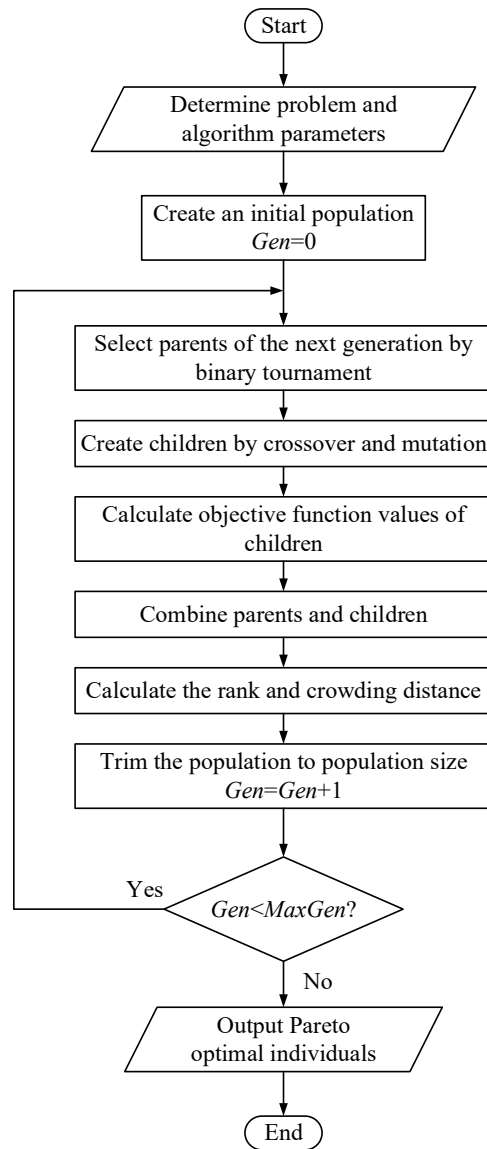 Start
Determine problem and
algorithm parameters
Create an initial population
Gen=0
Select parents of the next generation by
binary tournament
Create children by crossover and mutation
Calculate objective function values of
children
Combine parents and children
Calculate the rank and crowding distance
Trim the population to population size
Gen=Gen+1
Yes
Gen<MaxGen?
No
Output Pareto
optimal individuals
End